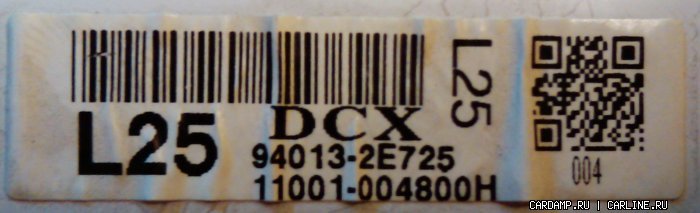 L25
DCX
L25
94013-2E725
11001-004800H
004
CARDAMP.RU | CARLINE.RU